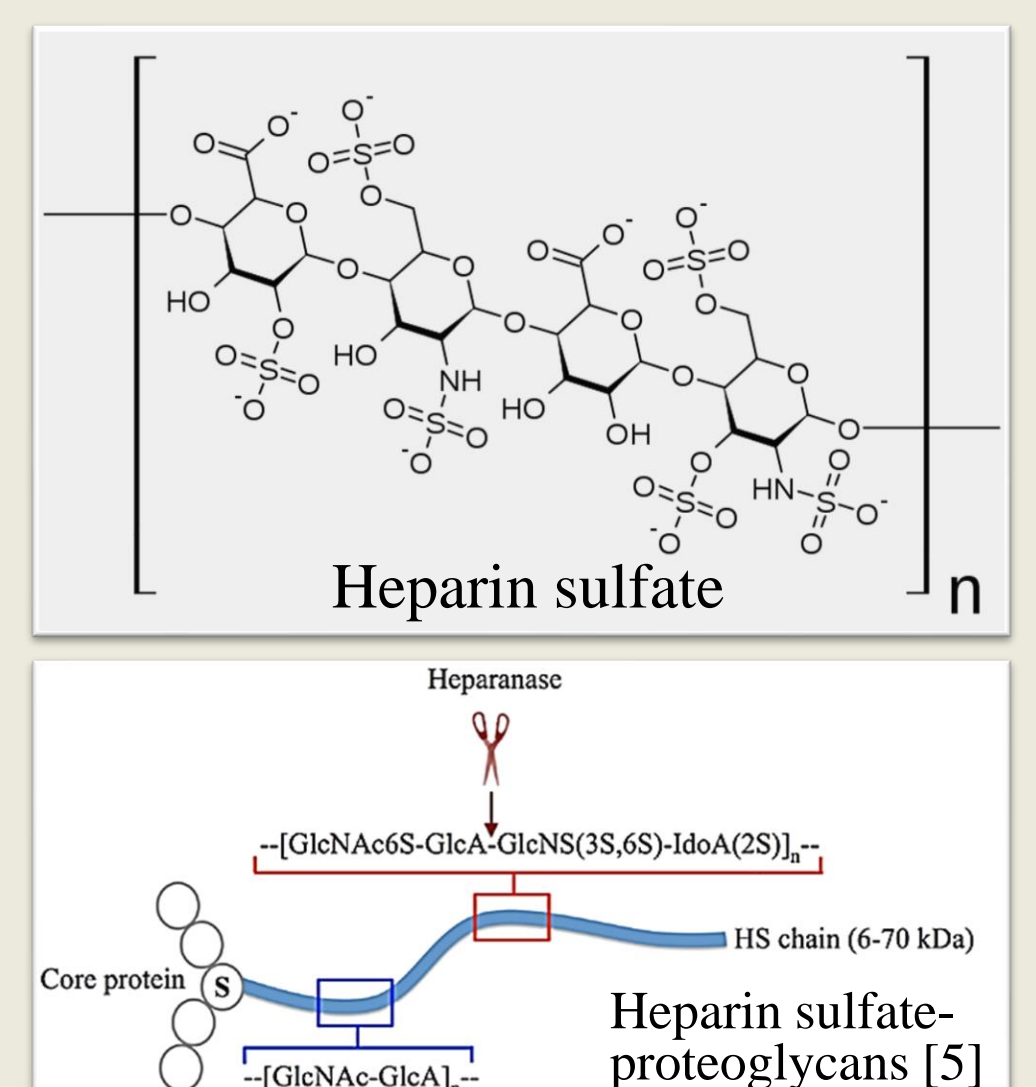 O O⁻ O⁻
O=S=O
O
O O
O O
HO
O
O=S=O
⁻O
HO
NH
O=S=O
⁻O
O O
O O⁻
O
HO
OH
O⁻
O=S=O
O
O
O
O
O=S=O
⁻O
HN-S-O⁻
O
O
Heparin sulfate
n
Heparanase
--[GlcNAc6S-GlcA-GlcNS(3S,6S)-IdoA(2S)]n--
HS chain (6-70 kDa)
Core protein
S
Heparin sulfate-
proteoglycans [5]
--[GlcNAc-GlcA]n--